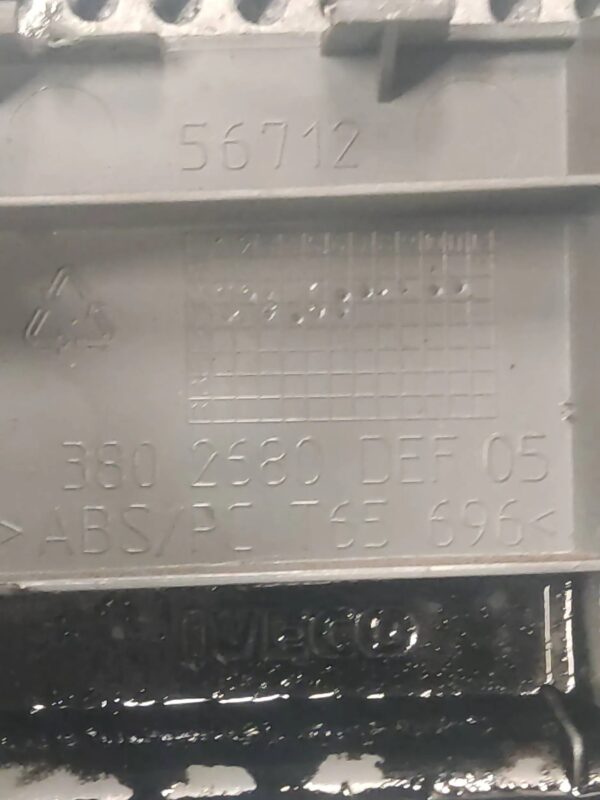 56712
380 2680 DEF 05
>ABS/PC T65 696<
IVECO